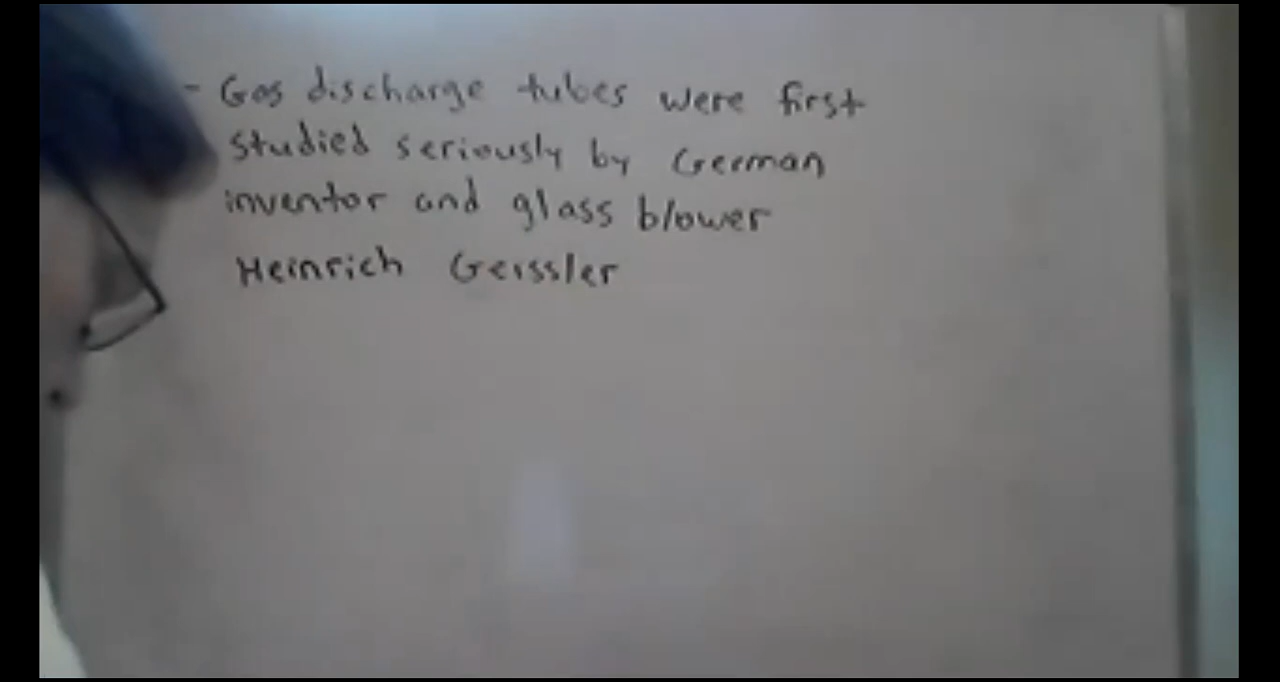 - Gas discharge tubes were first
studied seriously by German
inventor and glass blower
Heinrich Geissler